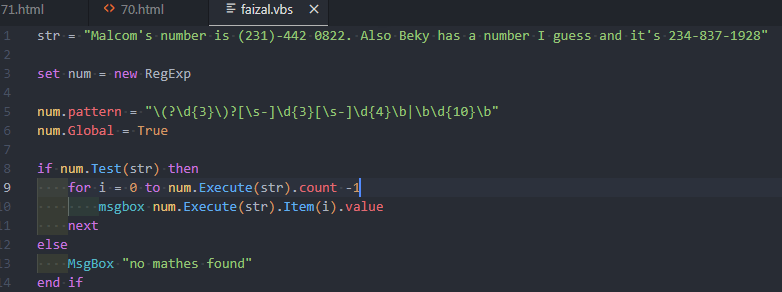 71.html <> 70.html faizal.vbs ×
1 str = "Malcom's number is (231)-442 0822. Also Beky has a number I guess and it's 234-837-1928"
2
3 set num = new RegExp
4
5 num.pattern = "\(?\d{3}\)?[\s-]\d{3}[\s-]\d{4}\b|\b\d{10}\b"
6 num.Global = True
7
8 if num.Test(str) then
9 for i = 0 to num.Execute(str).count -1
10 msgbox num.Execute(str).Item(i).value
11 next
12 else
13 MsgBox "no mathes found"
14 end if